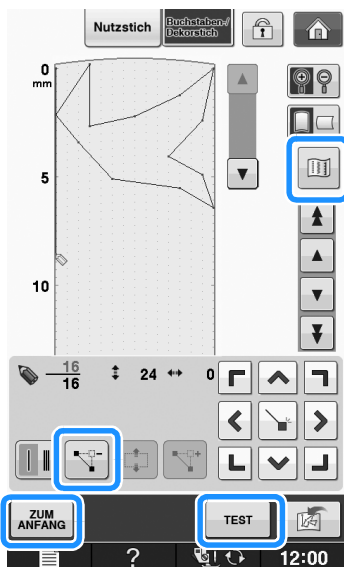 Nutzstich
Buchstaben-/
Dekorstich
0
mm
5
10
16
16
24
0
ZUM
ANFANG
TEST
?
12:00